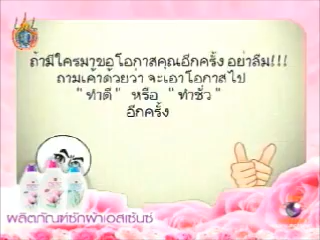 ถ้ามีใครมาขอโอกาสคุณอีกครั้ง อย่าลืม!!!
ถามเค้าด้วยว่า จะเอาโอกาสไป
"ทำดี" หรือ "ทำชั่ว"
อีกครั้ง
ผลิตภัณฑ์ซักผ้าเอสเซ้นซ์